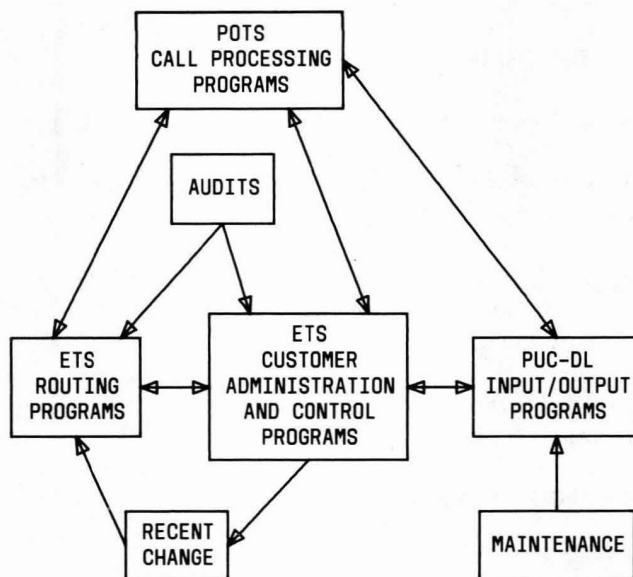 POTS
CALL PROCESSING
PROGRAMS
AUDITS
ETS
ROUTING
PROGRAMS
ETS
CUSTOMER
ADMINISTRATION
AND CONTROL
PROGRAMS
PUC-DL
INPUT/OUTPUT
PROGRAMS
RECENT
CHANGE
MAINTENANCE